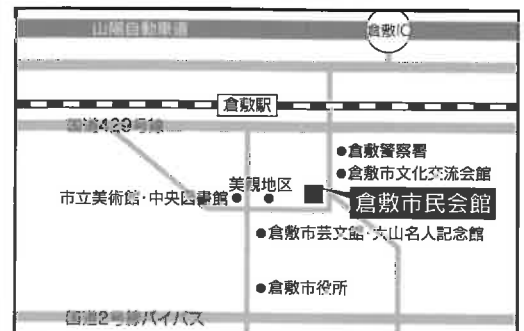 山陽自動車道
倉敷IC
倉敷駅
国道429号線
●倉敷警察署
●倉敷市文化交流会館
美観地区
市立美術館・中央図書館●
倉敷市民会館
●倉敷市芸文館・大山名人記念館
●倉敷市役所
国道2号線バイパス